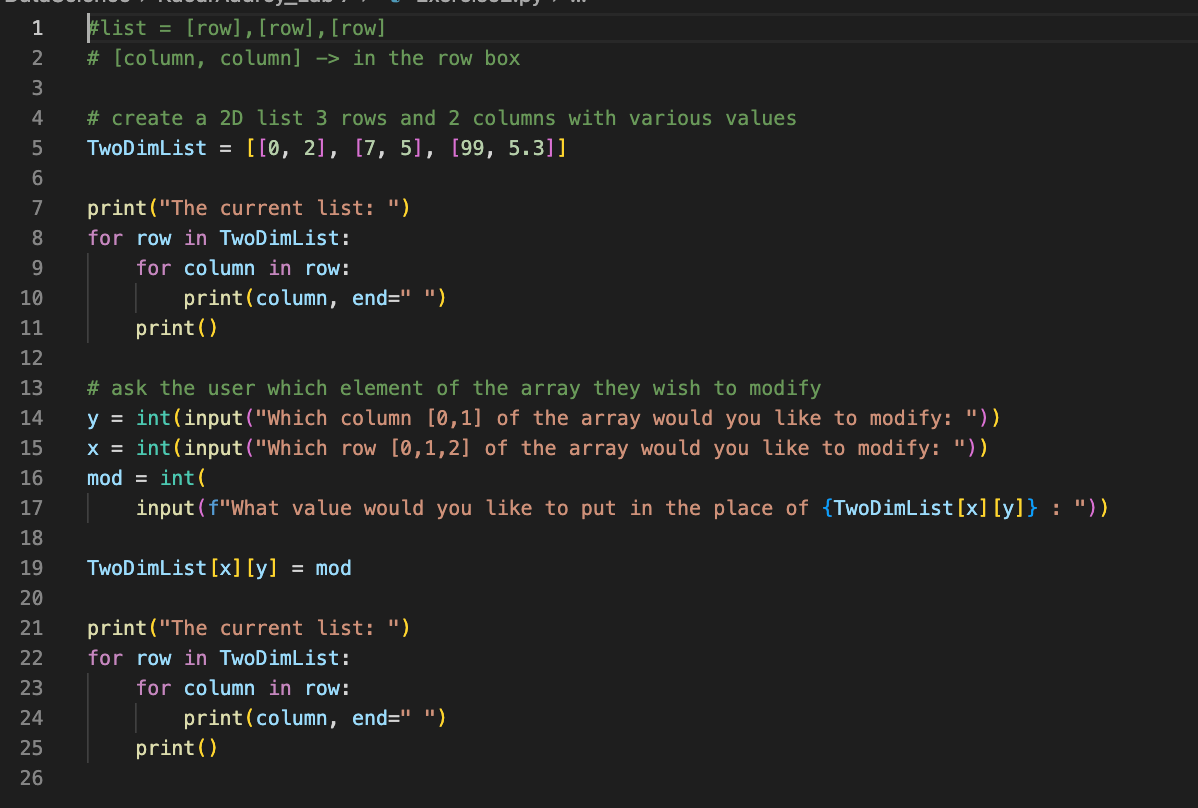 1 #list = [row],[row],[row]
2 # [column, column] -> in the row box
3
4 # create a 2D list 3 rows and 2 columns with various values
5 TwoDimList = [[0, 2], [7, 5], [99, 5.3]]
6
7 print("The current list: ")
8 for row in TwoDimList:
9     for column in row:
10         print(column, end=" ")
11     print()
12
13 # ask the user which element of the array they wish to modify
14 y = int(input("Which column [0,1] of the array would you like to modify: "))
15 x = int(input("Which row [0,1,2] of the array would you like to modify: "))
16 mod = int(
17     input(f"What value would you like to put in the place of {TwoDimList[x][y]} : "))
18
19 TwoDimList[x][y] = mod
20
21 print("The current list: ")
22 for row in TwoDimList:
23     for column in row:
24         print(column, end=" ")
25     print()
26